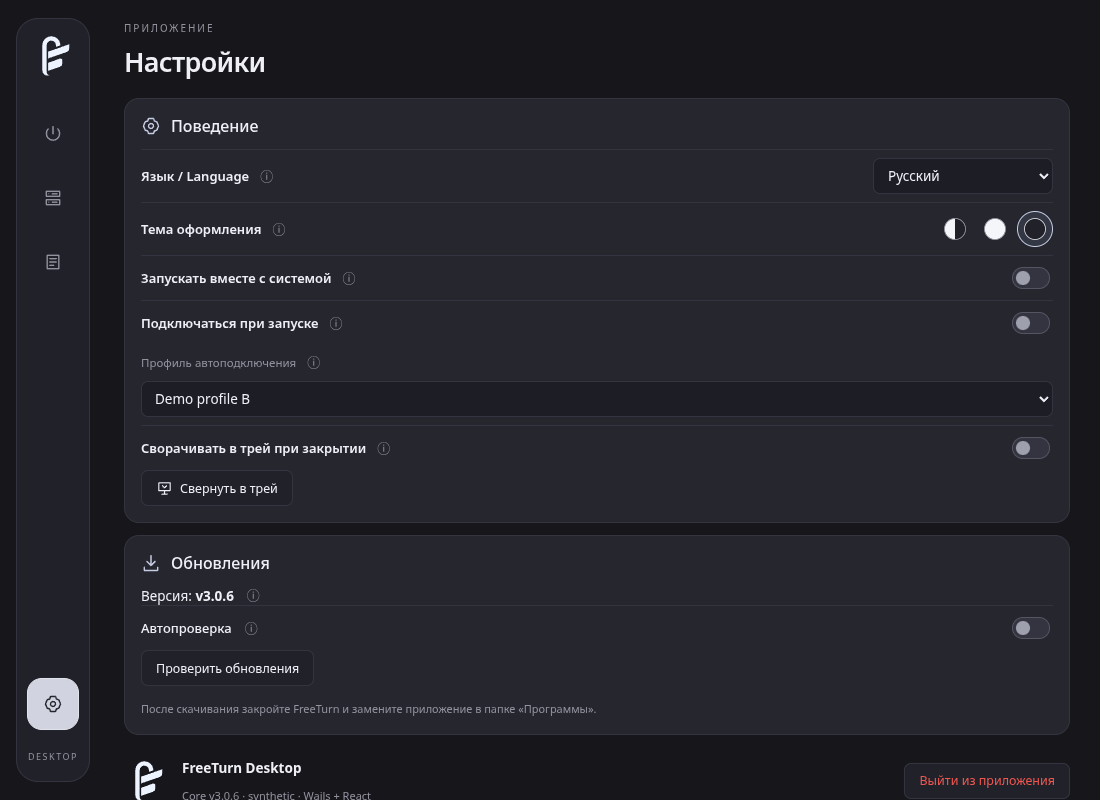 ПРИЛОЖЕНИЕ
Настройки
Поведение
Язык / Language
Русский
Тема оформления
Запускать вместе с системой
Подключаться при запуске
Профиль автоподключения
Demo profile B
Сворачивать в трей при закрытии
Свернуть в трей
Обновления
Версия: v3.0.6
Автопроверка
Проверить обновления
После скачивания закройте FreeTurn и замените приложение в папке «Программы».
DESKTOP
FreeTurn Desktop
Core v3.0.6 · synthetic · Wails + React
Выйти из приложения